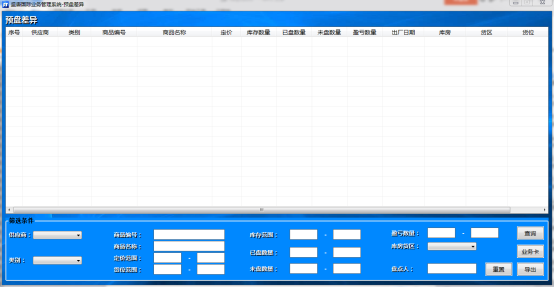 国际业务管理系统-预盘差异
预盘差异
序号 供应商 类别 商品编号 商品名称 定价 库存数量 已盘数量 未盘数量 盈亏数量 出厂日期 库房 货区 货位
筛选条件
供应商： 商品编号： 库存范围： - 盈亏数量： - 查询
商品名称： 库房货区：
类别： 定价范围： - 已盘数量： - 业务卡
货位范围： - 未盘数量： - 盘点人： 重置 导出